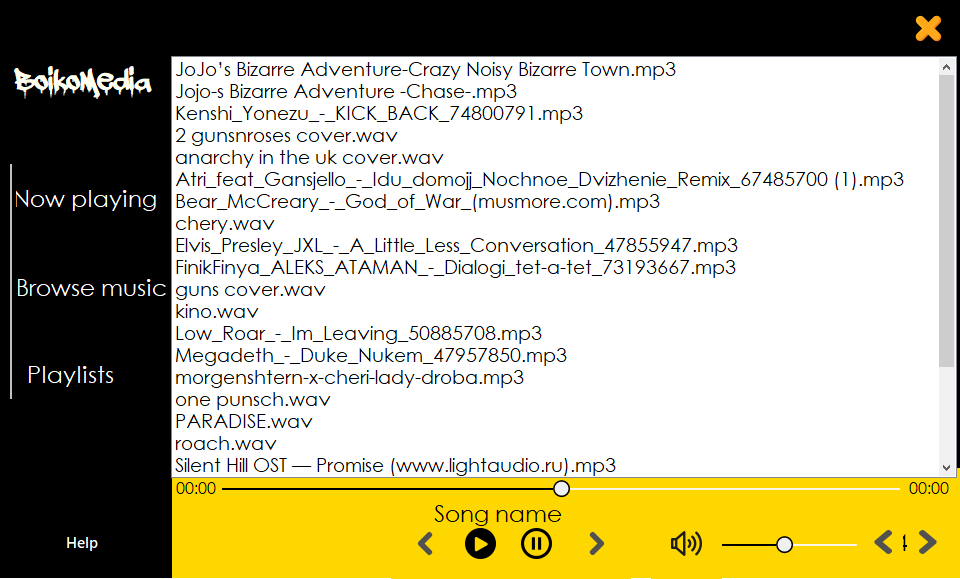 BoikoMedia
Now playing
Browse music
Playlists
Help
JoJo’s Bizarre Adventure-Crazy Noisy Bizarre Town.mp3
Jojo-s Bizarre Adventure -Chase-.mp3
Kenshi_Yonezu_-_KICK_BACK_74800791.mp3
2 gunsnroses cover.wav
anarchy in the uk cover.wav
Atri_feat_Gansjello_-_Idu_domojj_Nochnoe_Dvizhenie_Remix_67485700 (1).mp3
Bear_McCreary_-_God_of_War_(musmore.com).mp3
chery.wav
Elvis_Presley_JXL_-_A_Little_Less_Conversation_47855947.mp3
FinikFinya_ALEKS_ATAMAN_-_Dialogi_tet-a-tet_73193667.mp3
guns cover.wav
kino.wav
Low_Roar_-_Im_Leaving_50885708.mp3
Megadeth_-_Duke_Nukem_47957850.mp3
morgenshtern-x-cheri-lady-droba.mp3
one punsch.wav
PARADISE.wav
roach.wav
Silent Hill OST — Promise (www.lightaudio.ru).mp3
00:00
00:00
Song name
1